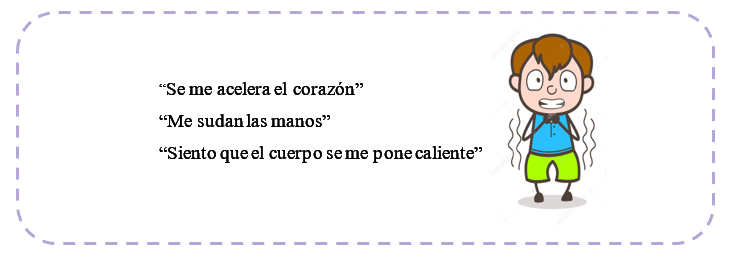 “Se me acelera el corazón”
“Me sudan las manos”
“Siento que el cuerpo se me pone caliente”